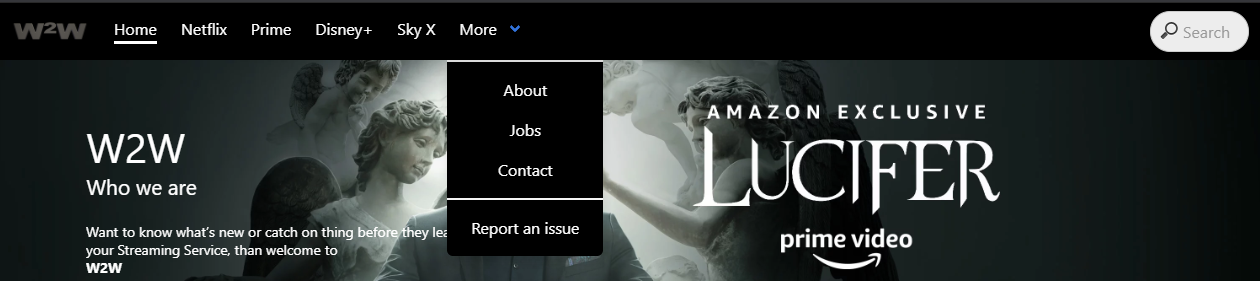 W2W Home Netflix Prime Disney+ Sky X More Search
About
Jobs
Contact
Report an issue
W2W
Who we are
Want to know what's new or catch on thing before they lea
your Streaming Service, than welcome to
W2W
AMAZON EXCLUSIVE
LUCIFER
prime video